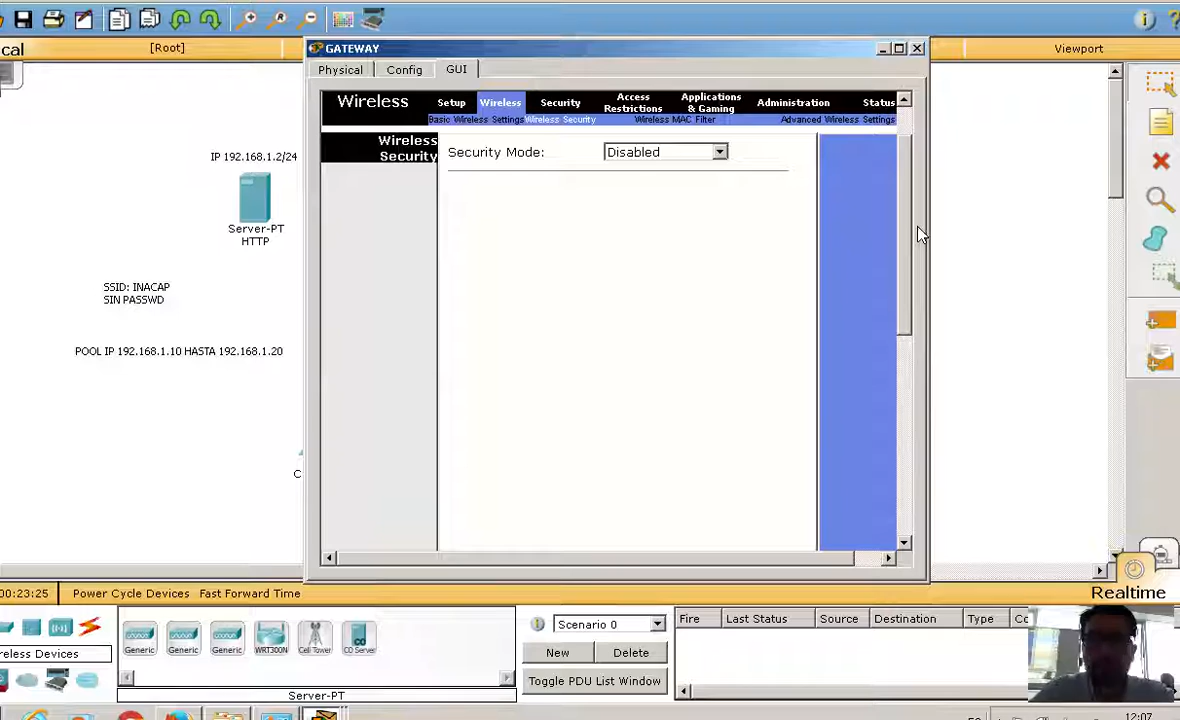 cal
[Root]
Viewport
GATEWAY
Physical
Config
GUI
Wireless
Setup
Wireless
Security
Access
Restrictions
Applications
& Gaming
Administration
Status
Basic Wireless Settings
Wireless Security
Wireless MAC Filter
Advanced Wireless Settings
Wireless
Security
Security Mode:
Disabled
IP 192.168.1.2/24
Server-PT
HTTP
SSID: INACAP
SIN PASSWD
POOL IP 192.168.1.10 HASTA 192.168.1.20
C
00:23:25
Power Cycle Devices
Fast Forward Time
Realtime
Generic
Generic
Generic
WRT300N
Cell Tower
CO Server
reless Devices
Server-PT
Scenario 0
New
Delete
Toggle PDU List Window
Fire
Last Status
Source
Destination
Type
Co
12:07